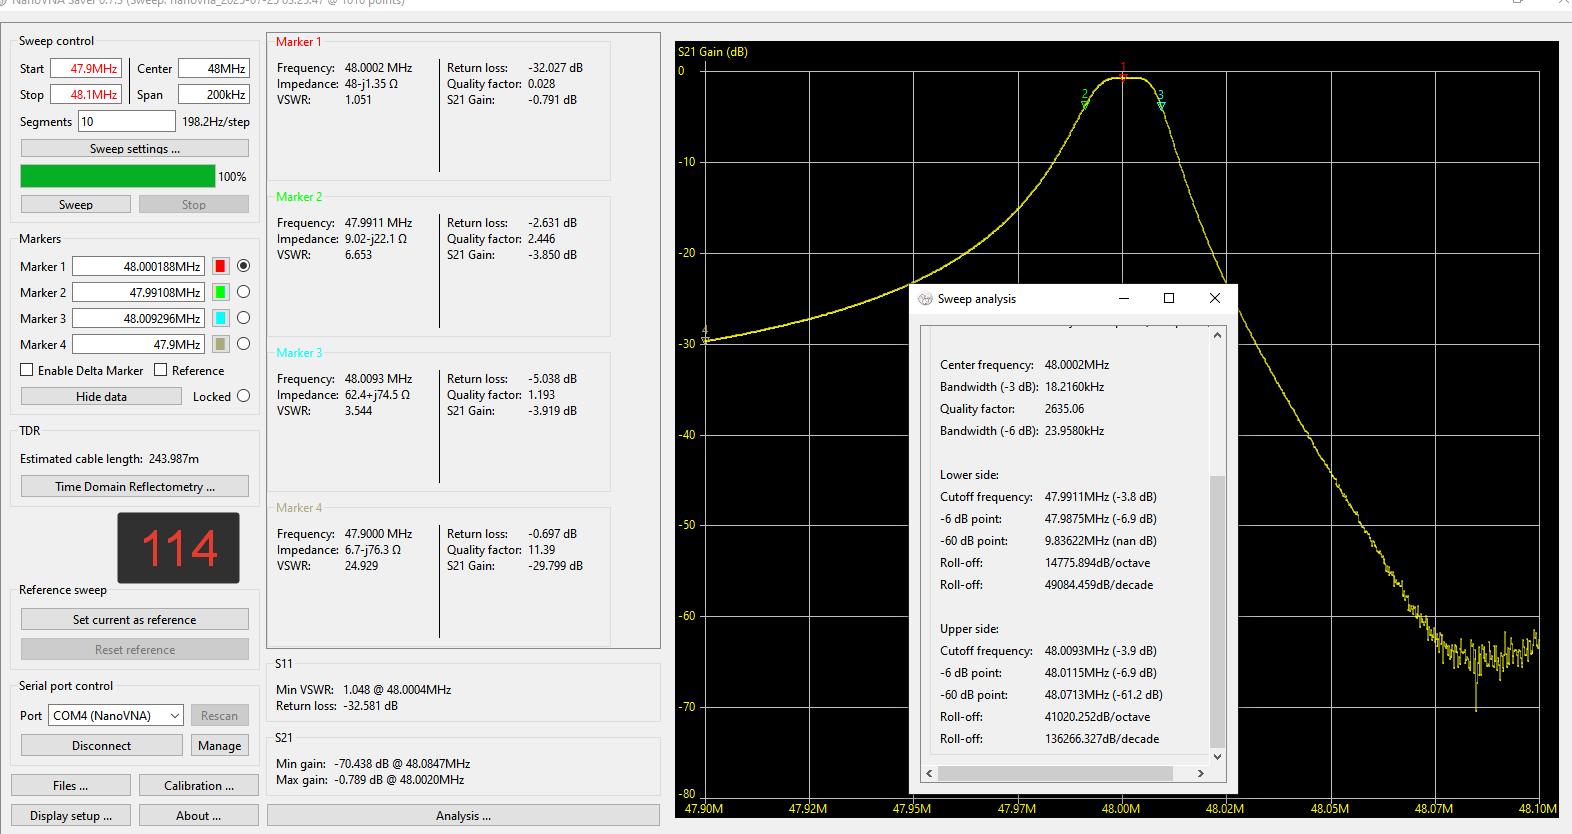 NanoVNA Saver 0.7.3 (Sweep: nanovna_2025-07-25 03:25:47 @ 1010 points)
Sweep control
Start 47.9MHz Center 48MHz
Stop 48.1MHz Span 200kHz
Segments 10 198.2Hz/step
Sweep settings ...
100%
Sweep Stop
Markers
Marker 1 48.000188MHz
Marker 2 47.99108MHz
Marker 3 48.009296MHz
Marker 4 47.9MHz
Enable Delta Marker Reference
Hide data Locked
TDR
Estimated cable length: 243.987m
Time Domain Reflectometry ...
114
Reference sweep
Set current as reference
Reset reference
Serial port control
Port COM4 (NanoVNA) Rescan
Disconnect Manage
Files ... Calibration ...
Display setup ... About ...
Marker 1
Frequency: 48.0002 MHz Return loss: -32.027 dB
Impedance: 48-j1.35 Ω Quality factor: 0.028
VSWR: 1.051 S21 Gain: -0.791 dB
Marker 2
Frequency: 47.9911 MHz Return loss: -2.631 dB
Impedance: 9.02-j22.1 Ω Quality factor: 2.446
VSWR: 6.653 S21 Gain: -3.850 dB
Marker 3
Frequency: 48.0093 MHz Return loss: -5.038 dB
Impedance: 62.4+j74.5 Ω Quality factor: 1.193
VSWR: 3.544 S21 Gain: -3.919 dB
Marker 4
Frequency: 47.9000 MHz Return loss: -0.697 dB
Impedance: 6.7-j76.3 Ω Quality factor: 11.39
VSWR: 24.929 S21 Gain: -29.799 dB
S11
Min VSWR: 1.048 @ 48.0004MHz
Return loss: -32.581 dB
S21
Min gain: -70.438 dB @ 48.0847MHz
Max gain: -0.789 dB @ 48.0020MHz
Analysis ...
S21 Gain (dB)
0
-10
-20
-30
-40
-50
-60
-70
-80
1
2
3
4
47.90M 47.92M 47.95M 47.97M 48.00M 48.02M 48.05M 48.07M 48.10M
Sweep analysis
Center frequency: 48.0002MHz
Bandwidth (-3 dB): 18.2160kHz
Quality factor: 2635.06
Bandwidth (-6 dB): 23.9580kHz
Lower side:
Cutoff frequency: 47.9911MHz (-3.8 dB)
-6 dB point: 47.9875MHz (-6.9 dB)
-60 dB point: 9.83622MHz (nan dB)
Roll-off: 14775.894dB/octave
Roll-off: 49084.459dB/decade
Upper side:
Cutoff frequency: 48.0093MHz (-3.9 dB)
-6 dB point: 48.0115MHz (-6.9 dB)
-60 dB point: 48.0713MHz (-61.2 dB)
Roll-off: 41020.252dB/octave
Roll-off: 136266.327dB/decade